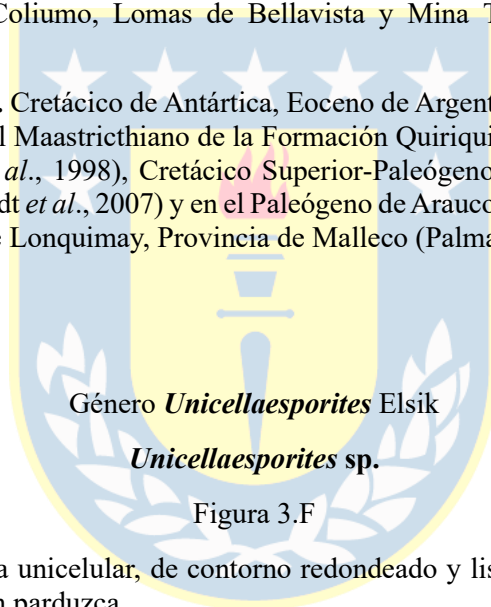 Coliumo, Lomas de Bellavista y Mina T
. Cretácico de Antártica, Eoceno de Argent
l Maastricthiano de la Formación Quiriqui
al., 1998), Cretácico Superior-Paleógeno
dt et al., 2007) y en el Paleógeno de Arauco
e Lonquimay, Provincia de Malleco (Palma
Género Unicellaesporites Elsik
Unicellaesporites sp.
Figura 3.F
a unicelular, de contorno redondeado y lis
n parduzca